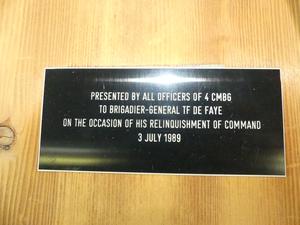 PRESENTED BY ALL OFFICERS OF 4 CMBG
TO BRIGADIER-GENERAL TF DE FAYE
ON THE OCCASION OF HIS RELINQUISHMENT OF COMMAND
3 JULY 1989